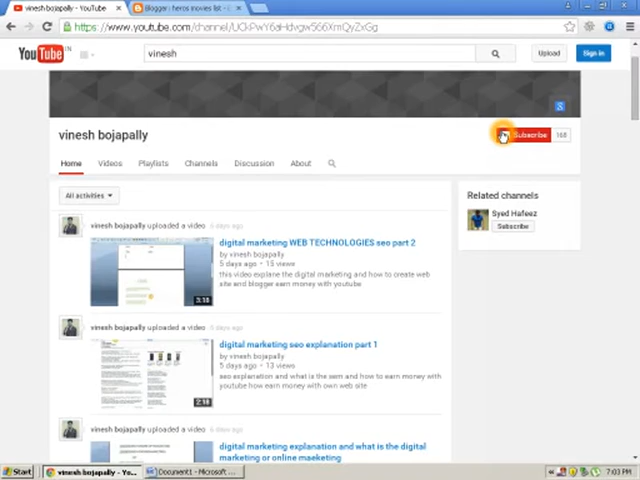 vinesh bojapally - YouTube
Blogger: heros movies list -
https://www.youtube.com/channel/
YouTube
IN
vinesh
Upload
Sign in
vinesh bojapally
Subscribe
168
Home
Videos
Playlists
Channels
Discussion
About
All activities
Related channels
Syed Hafeez
Subscribe
vinesh bojapally uploaded a video
digital marketing WEB TECHNOLOGIES seo part 2
by vinesh bojapally
5 days ago • 15 views
this video explane the digital marketing and how to create web
site and blogger earn money with youtube
3:18
vinesh bojapally uploaded a video
digital marketing seo explanation part 1
by vinesh bojapally
5 days ago • 13 views
seo explanation and what is the sem and how to earn money with
youtube how earn money with own web site
2:18
vinesh bojapally uploaded a video
digital marketing explanation and what is the digital
marketing or online maeketing
Start
vinesh bojapally - Yo...
Document1 - Microsoft ...
7:03 PM